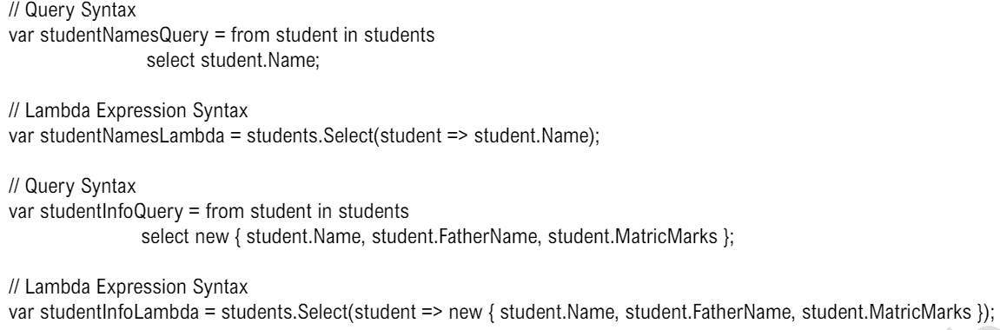 // Query Syntax
var studentNamesQuery = from student in students
select student.Name;
// Lambda Expression Syntax
var studentNamesLambda = students.Select(student => student.Name);
// Query Syntax
var studentInfoQuery = from student in students
select new { student.Name, student.FatherName, student.MatricMarks };
// Lambda Expression Syntax
var studentInfoLambda = students.Select(student => new { student.Name, student.FatherName, student.MatricMarks });